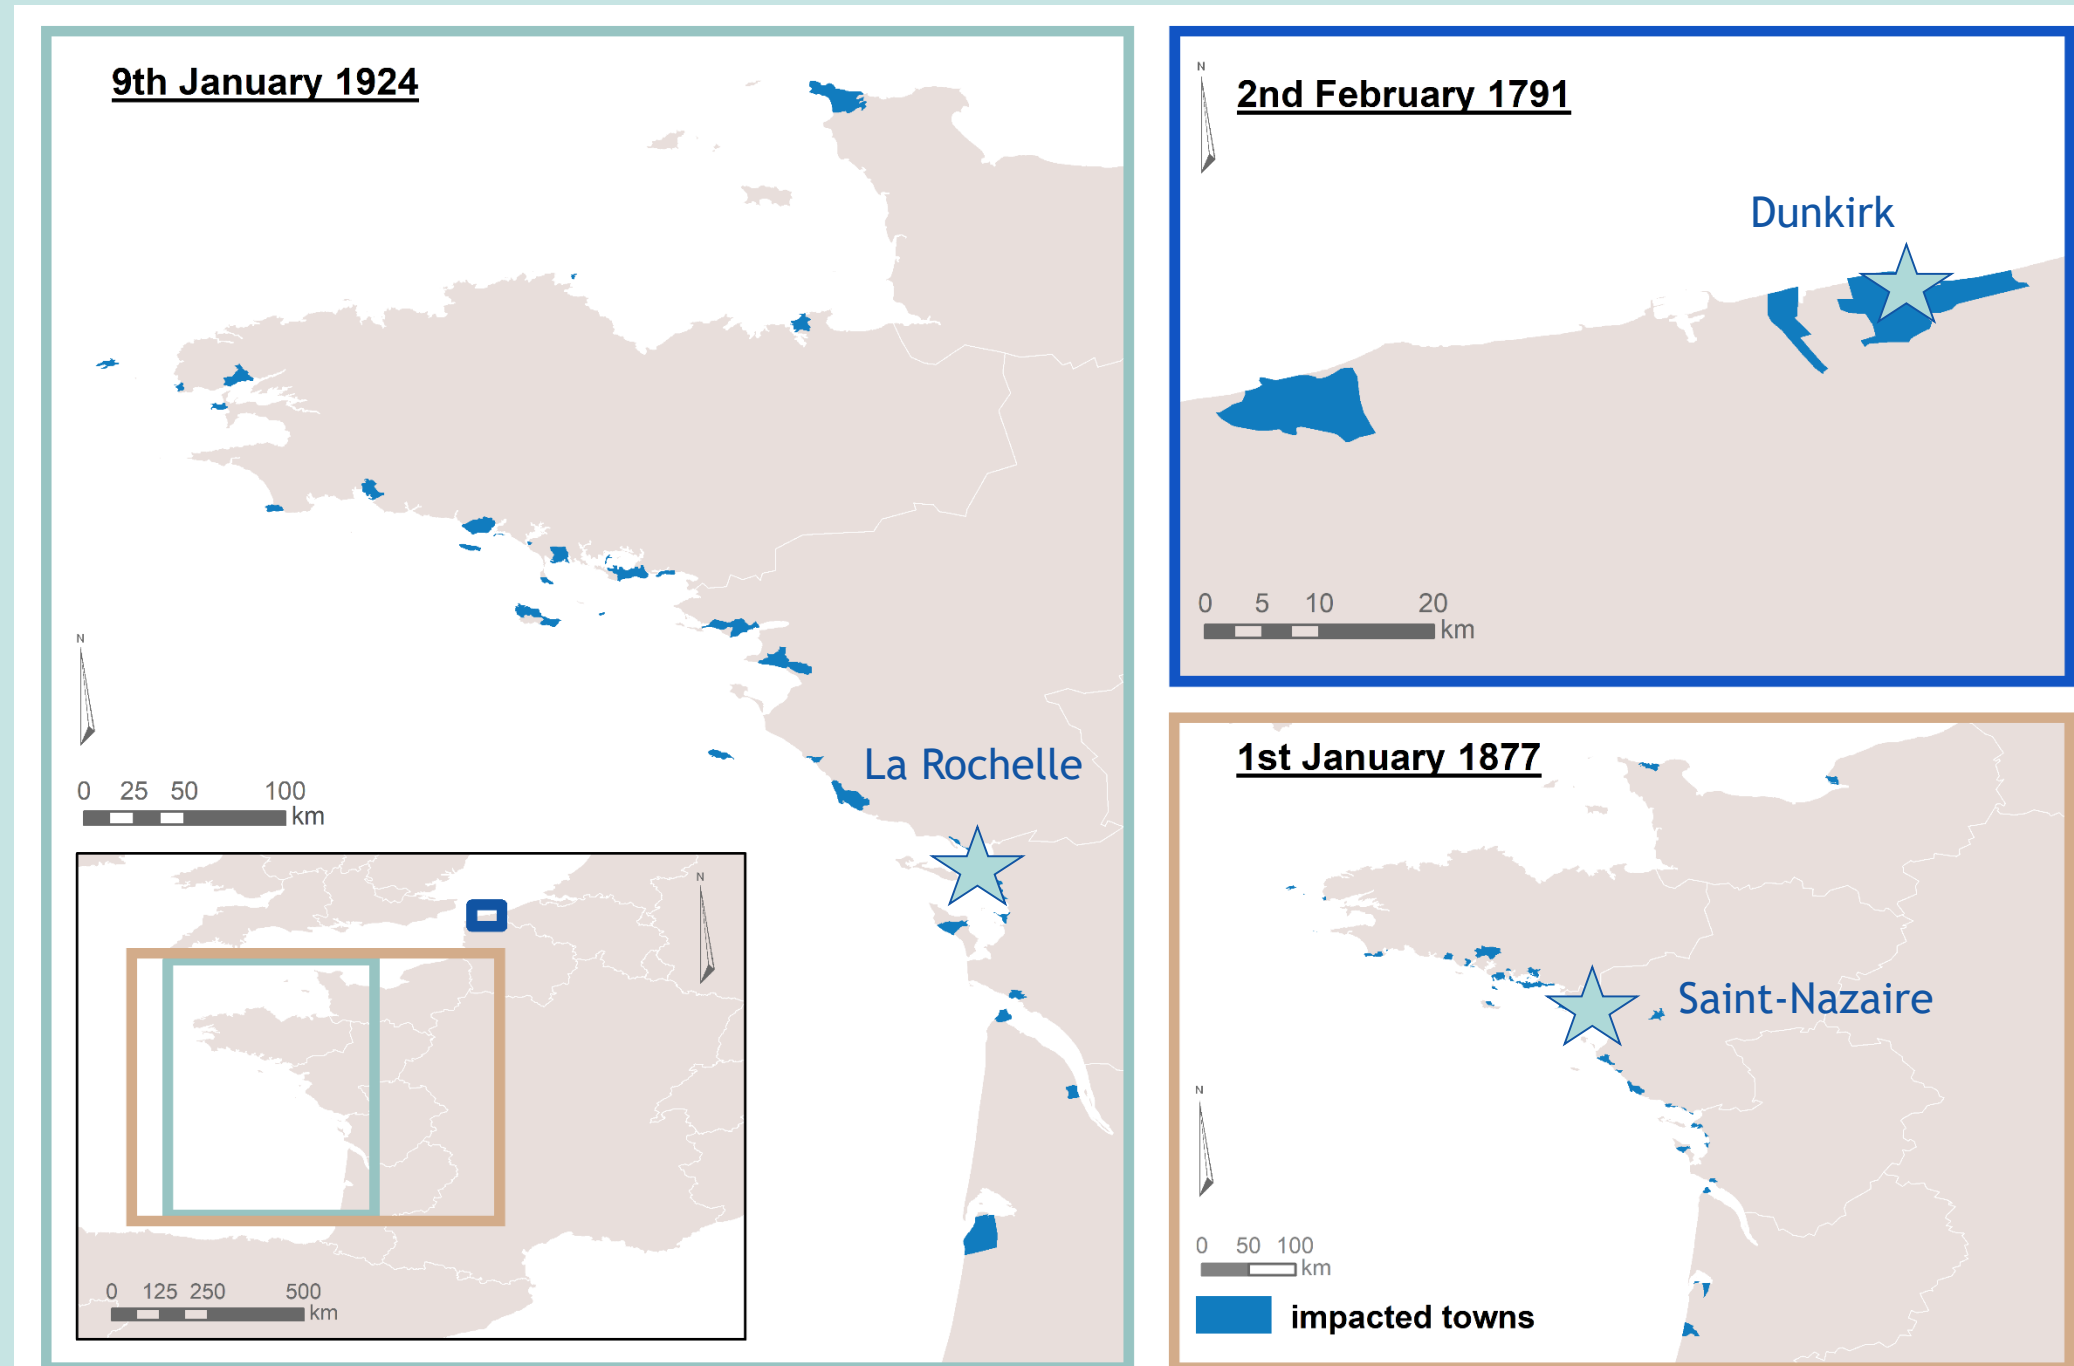 9th January 1924
N
0 25 50 100
km
La Rochelle
N
0 125 250 500
km
2nd February 1791
N
Dunkirk
0 5 10 20
km
1st January 1877
Saint-Nazaire
N
0 50 100
km
impacted towns